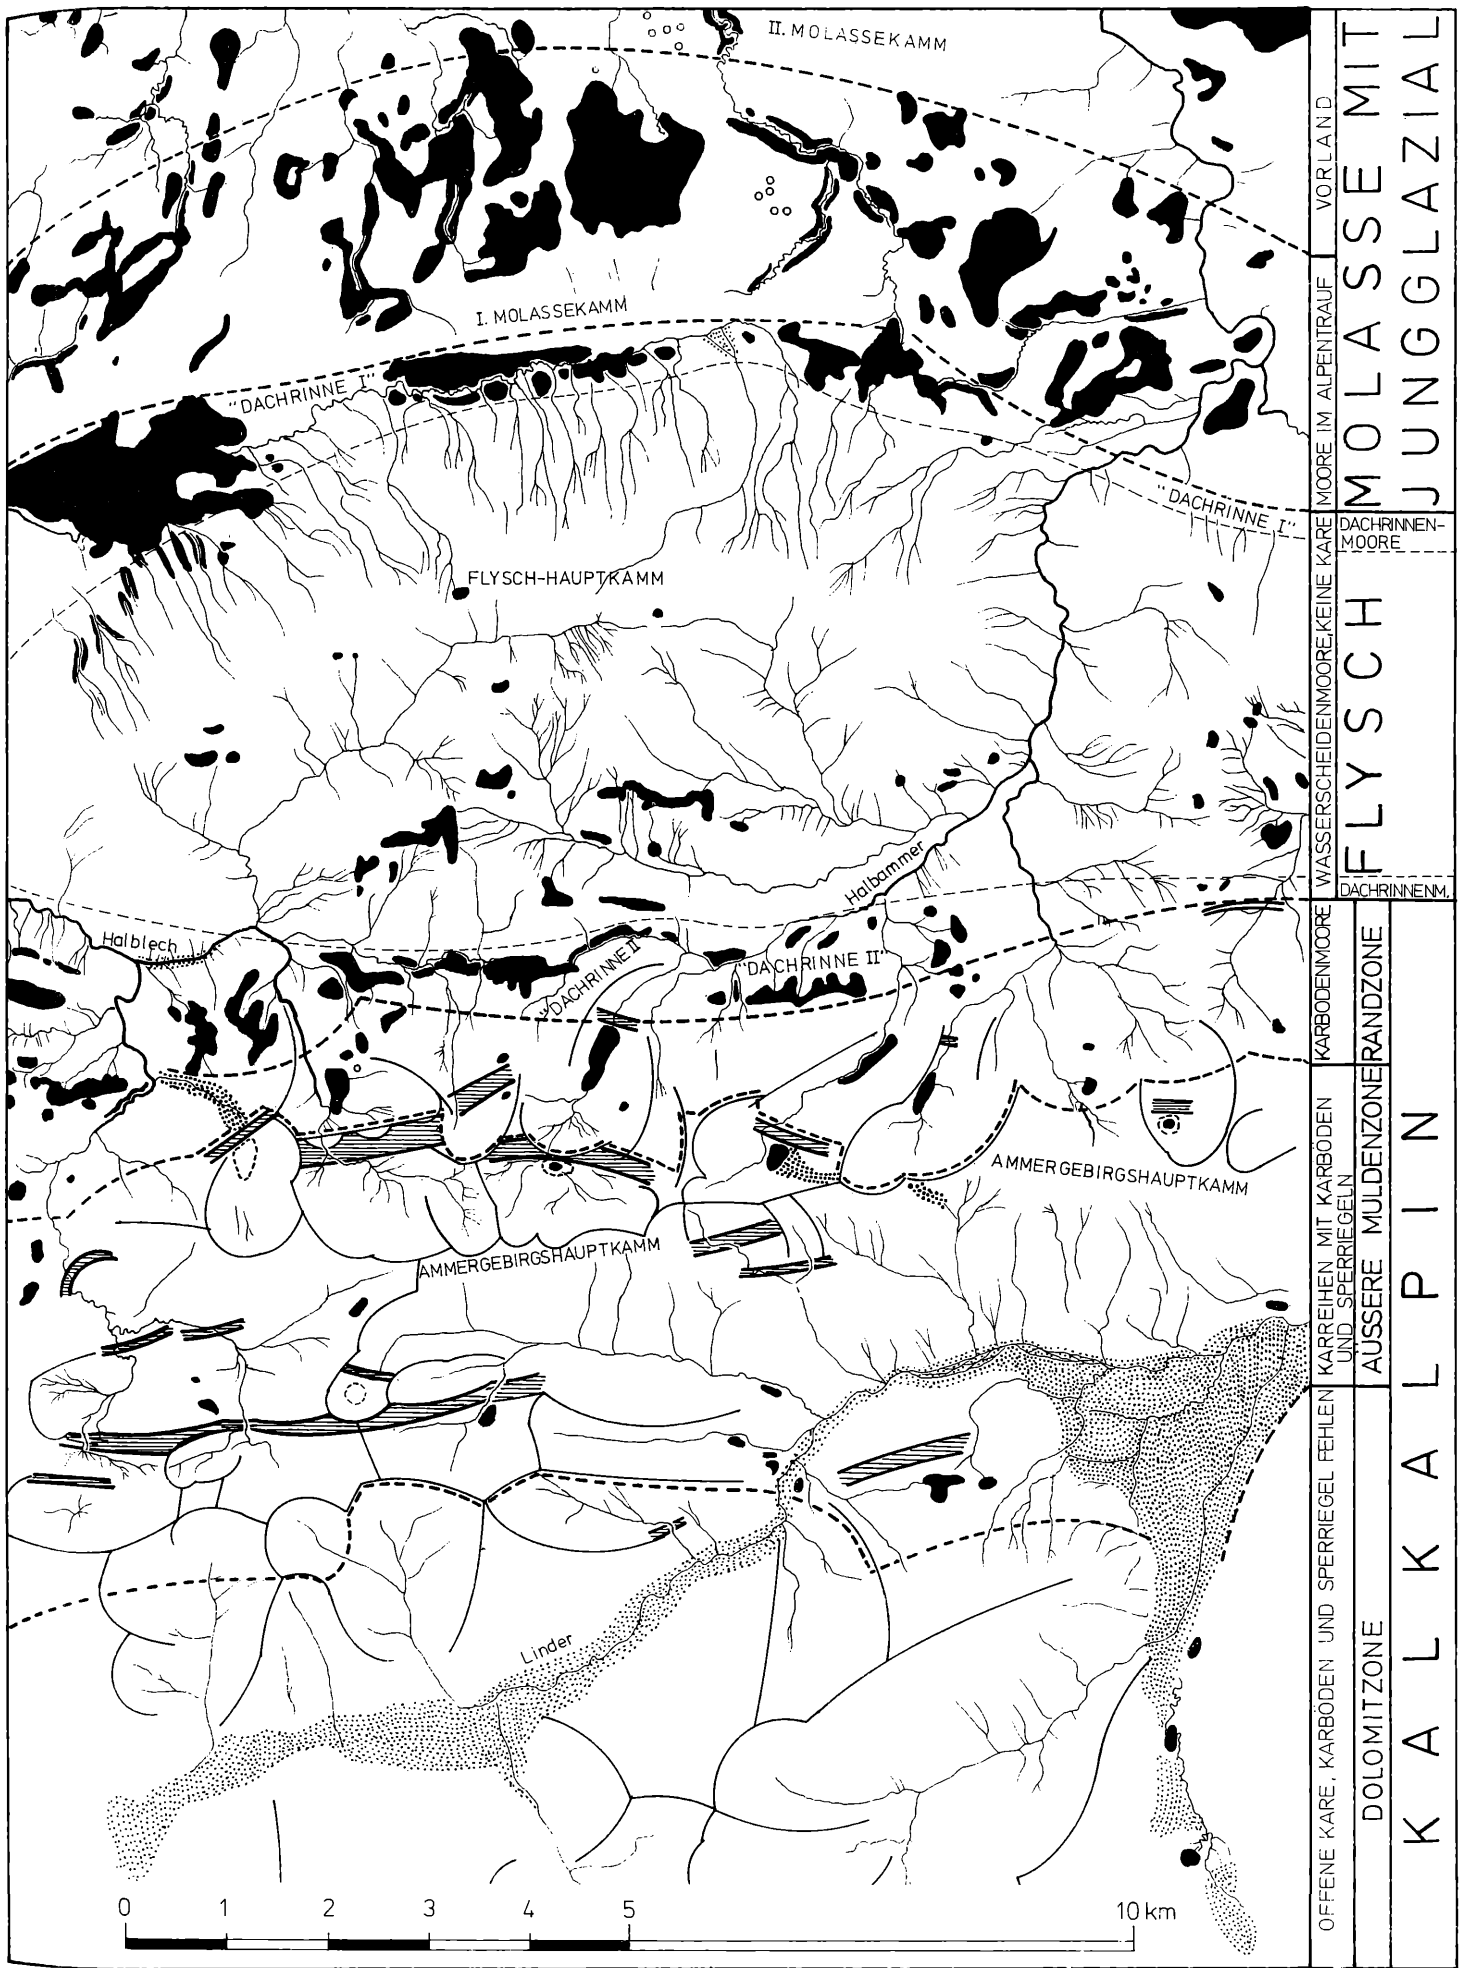 II. MOLASSEKAMM
I. MOLASSEKAMM
"DACHRINNE I"
"DACHRINNE I"
FLYSCH-HAUPTKAMM
Halbammer
Halblech
"DACHRINNE II
"DACHRINNE II"
AMMERGEBIRGSHAUPTKAMM
AMMERGEBIRGSHAUPTKAMM
Linder
0 1 2 3 4 5 10 km
VORLAND
MOORE IM ALPENTRAUF
WASSERSCHEIDENMOORE, KEINE KARE
KARBODENMOORE
KARREIHEN MIT KARBÖDEN
UND SPERRIEGELN
OFFENE KARE, KARBÖDEN UND SPERRIEGEL FEHLEN
MOLASSE MIT
JUNGGLAZIAL
DACHRINNEN-
MOORE
FLYSCH
DACHRINNENM.
RANDZONE
ÄUSSERE MULDENZONE
DOLOMITZONE
KALKALPIN